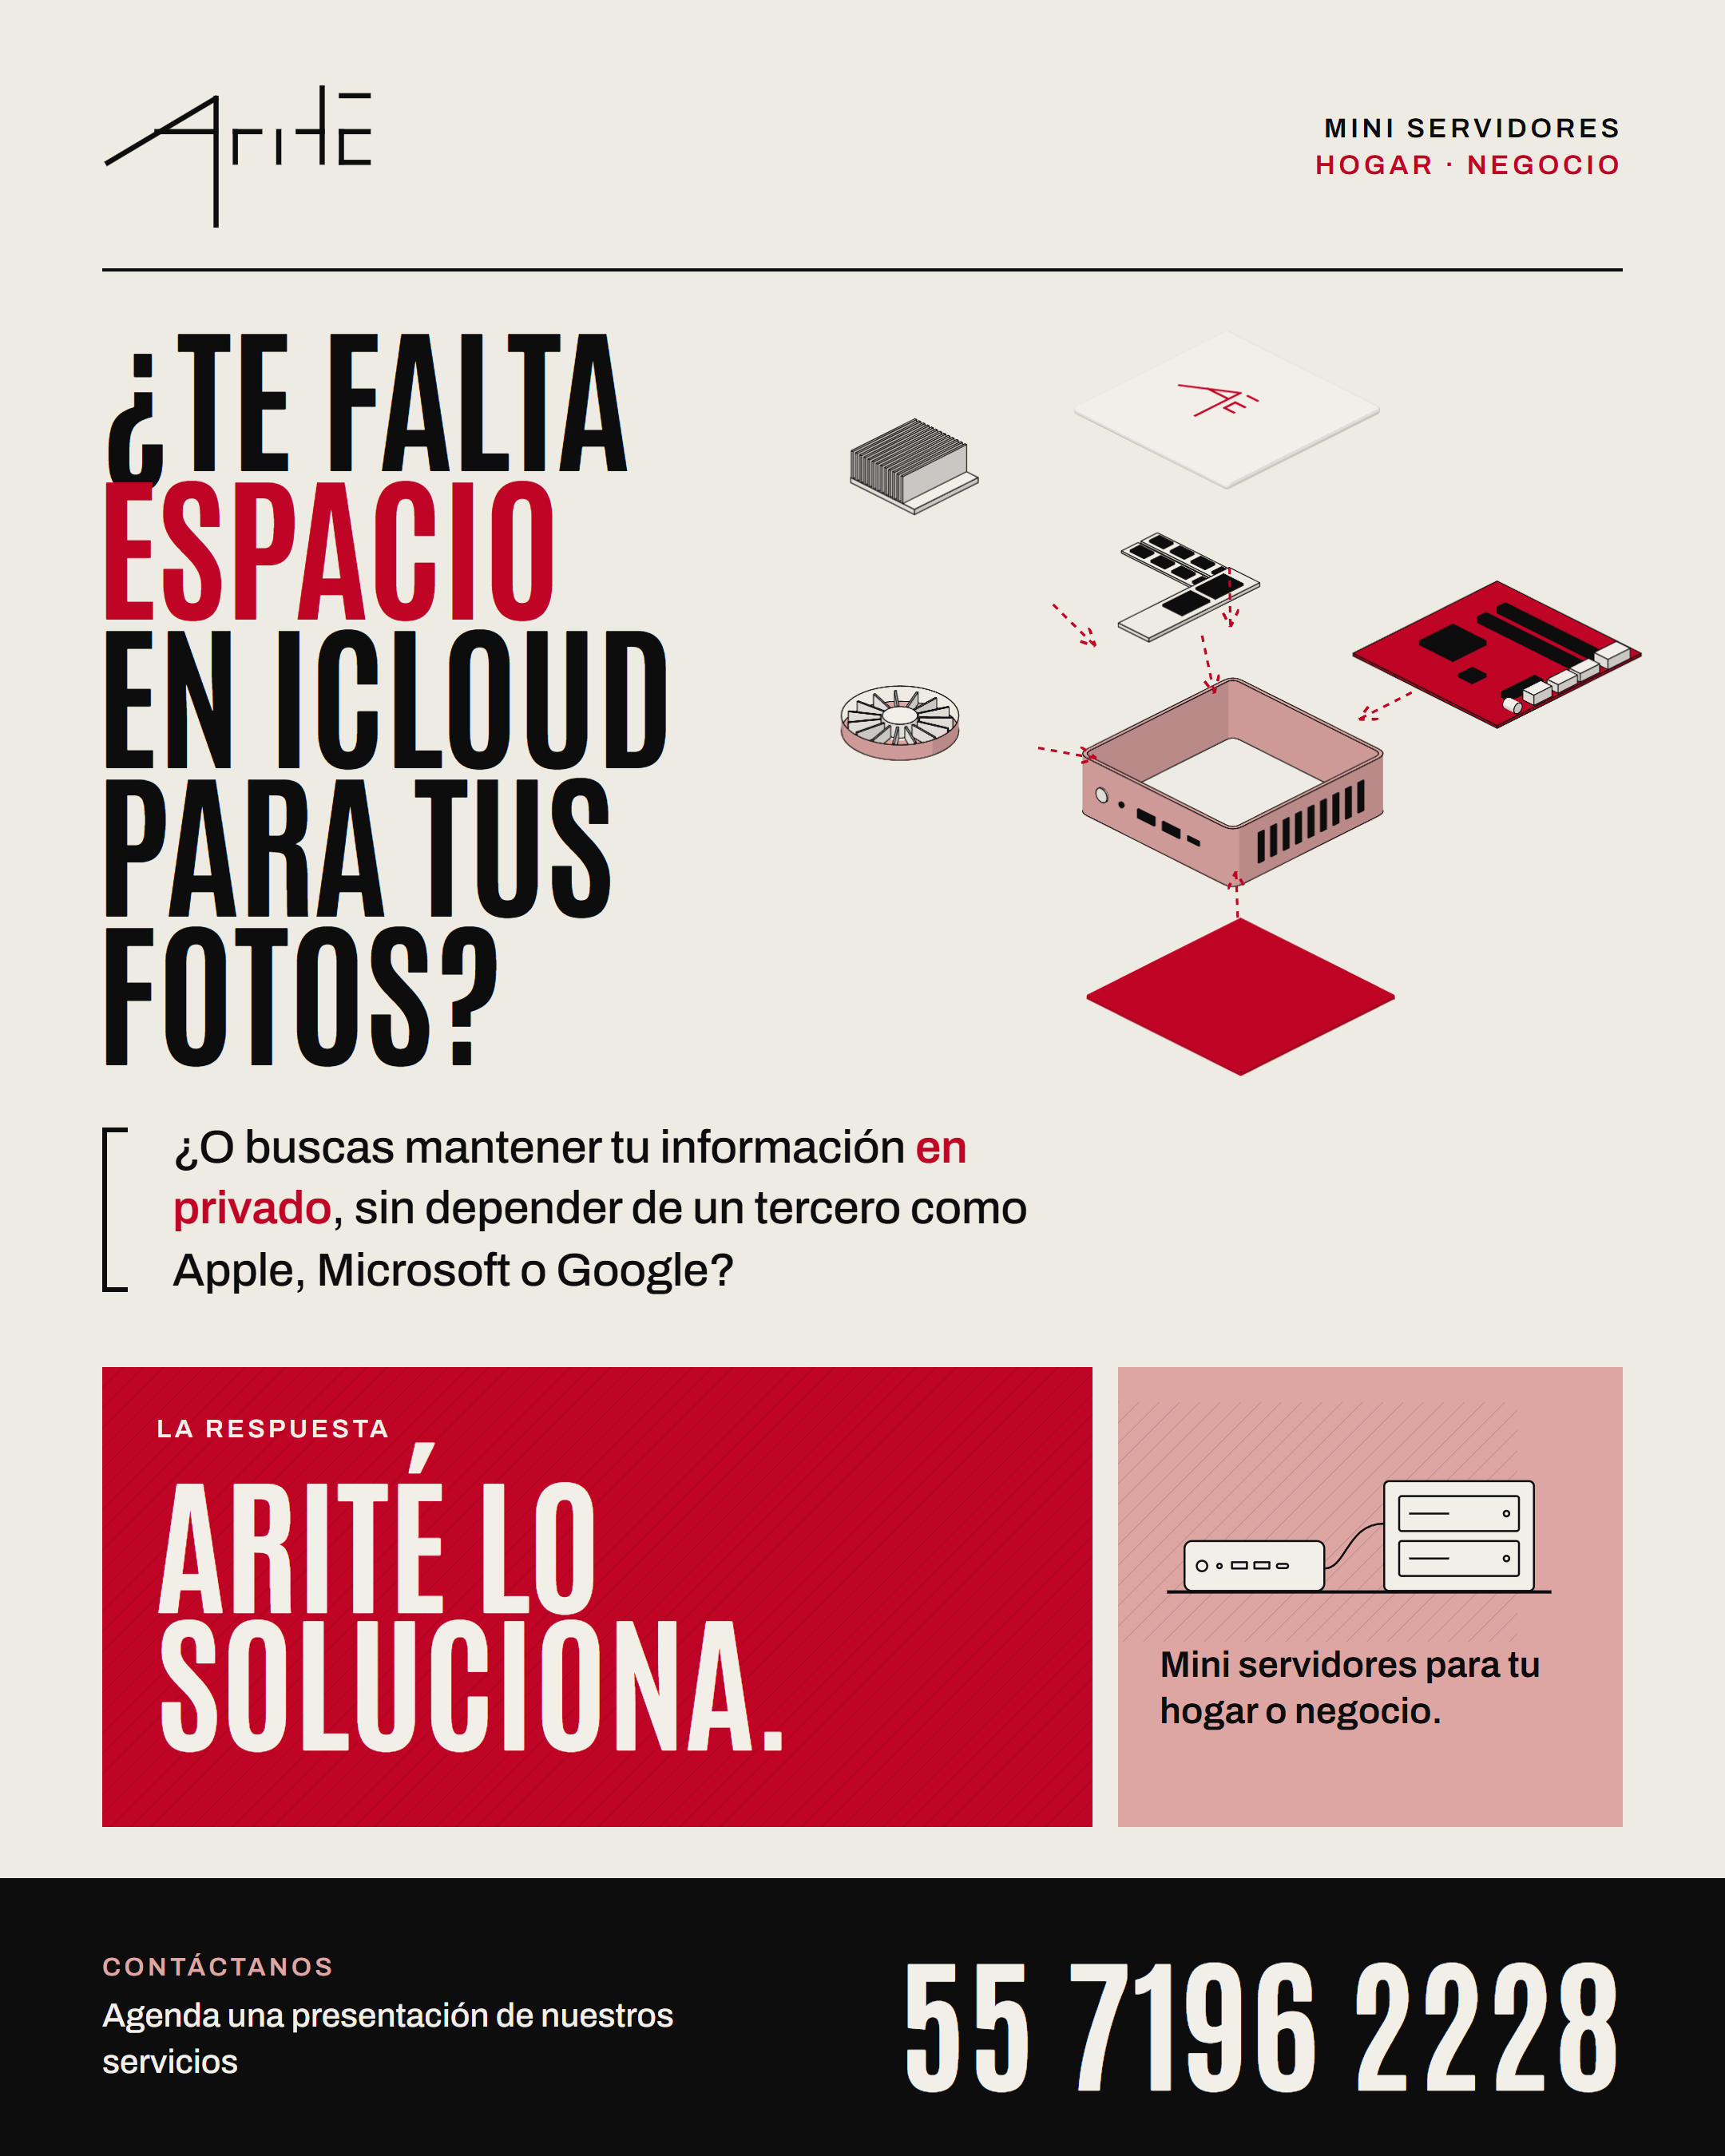 AritE
MINI SERVIDORES
HOGAR · NEGOCIO
¿TE FALTA
ESPACIO
EN ICLOUD
PARA TUS
FOTOS?
¿O buscas mantener tu información en
privado, sin depender de un tercero como
Apple, Microsoft o Google?
LA RESPUESTA
ARITÉ LO
SOLUCIONA.
Mini servidores para tu
hogar o negocio.
CONTÁCTANOS
Agenda una presentación de nuestros
servicios
55 7196 2228